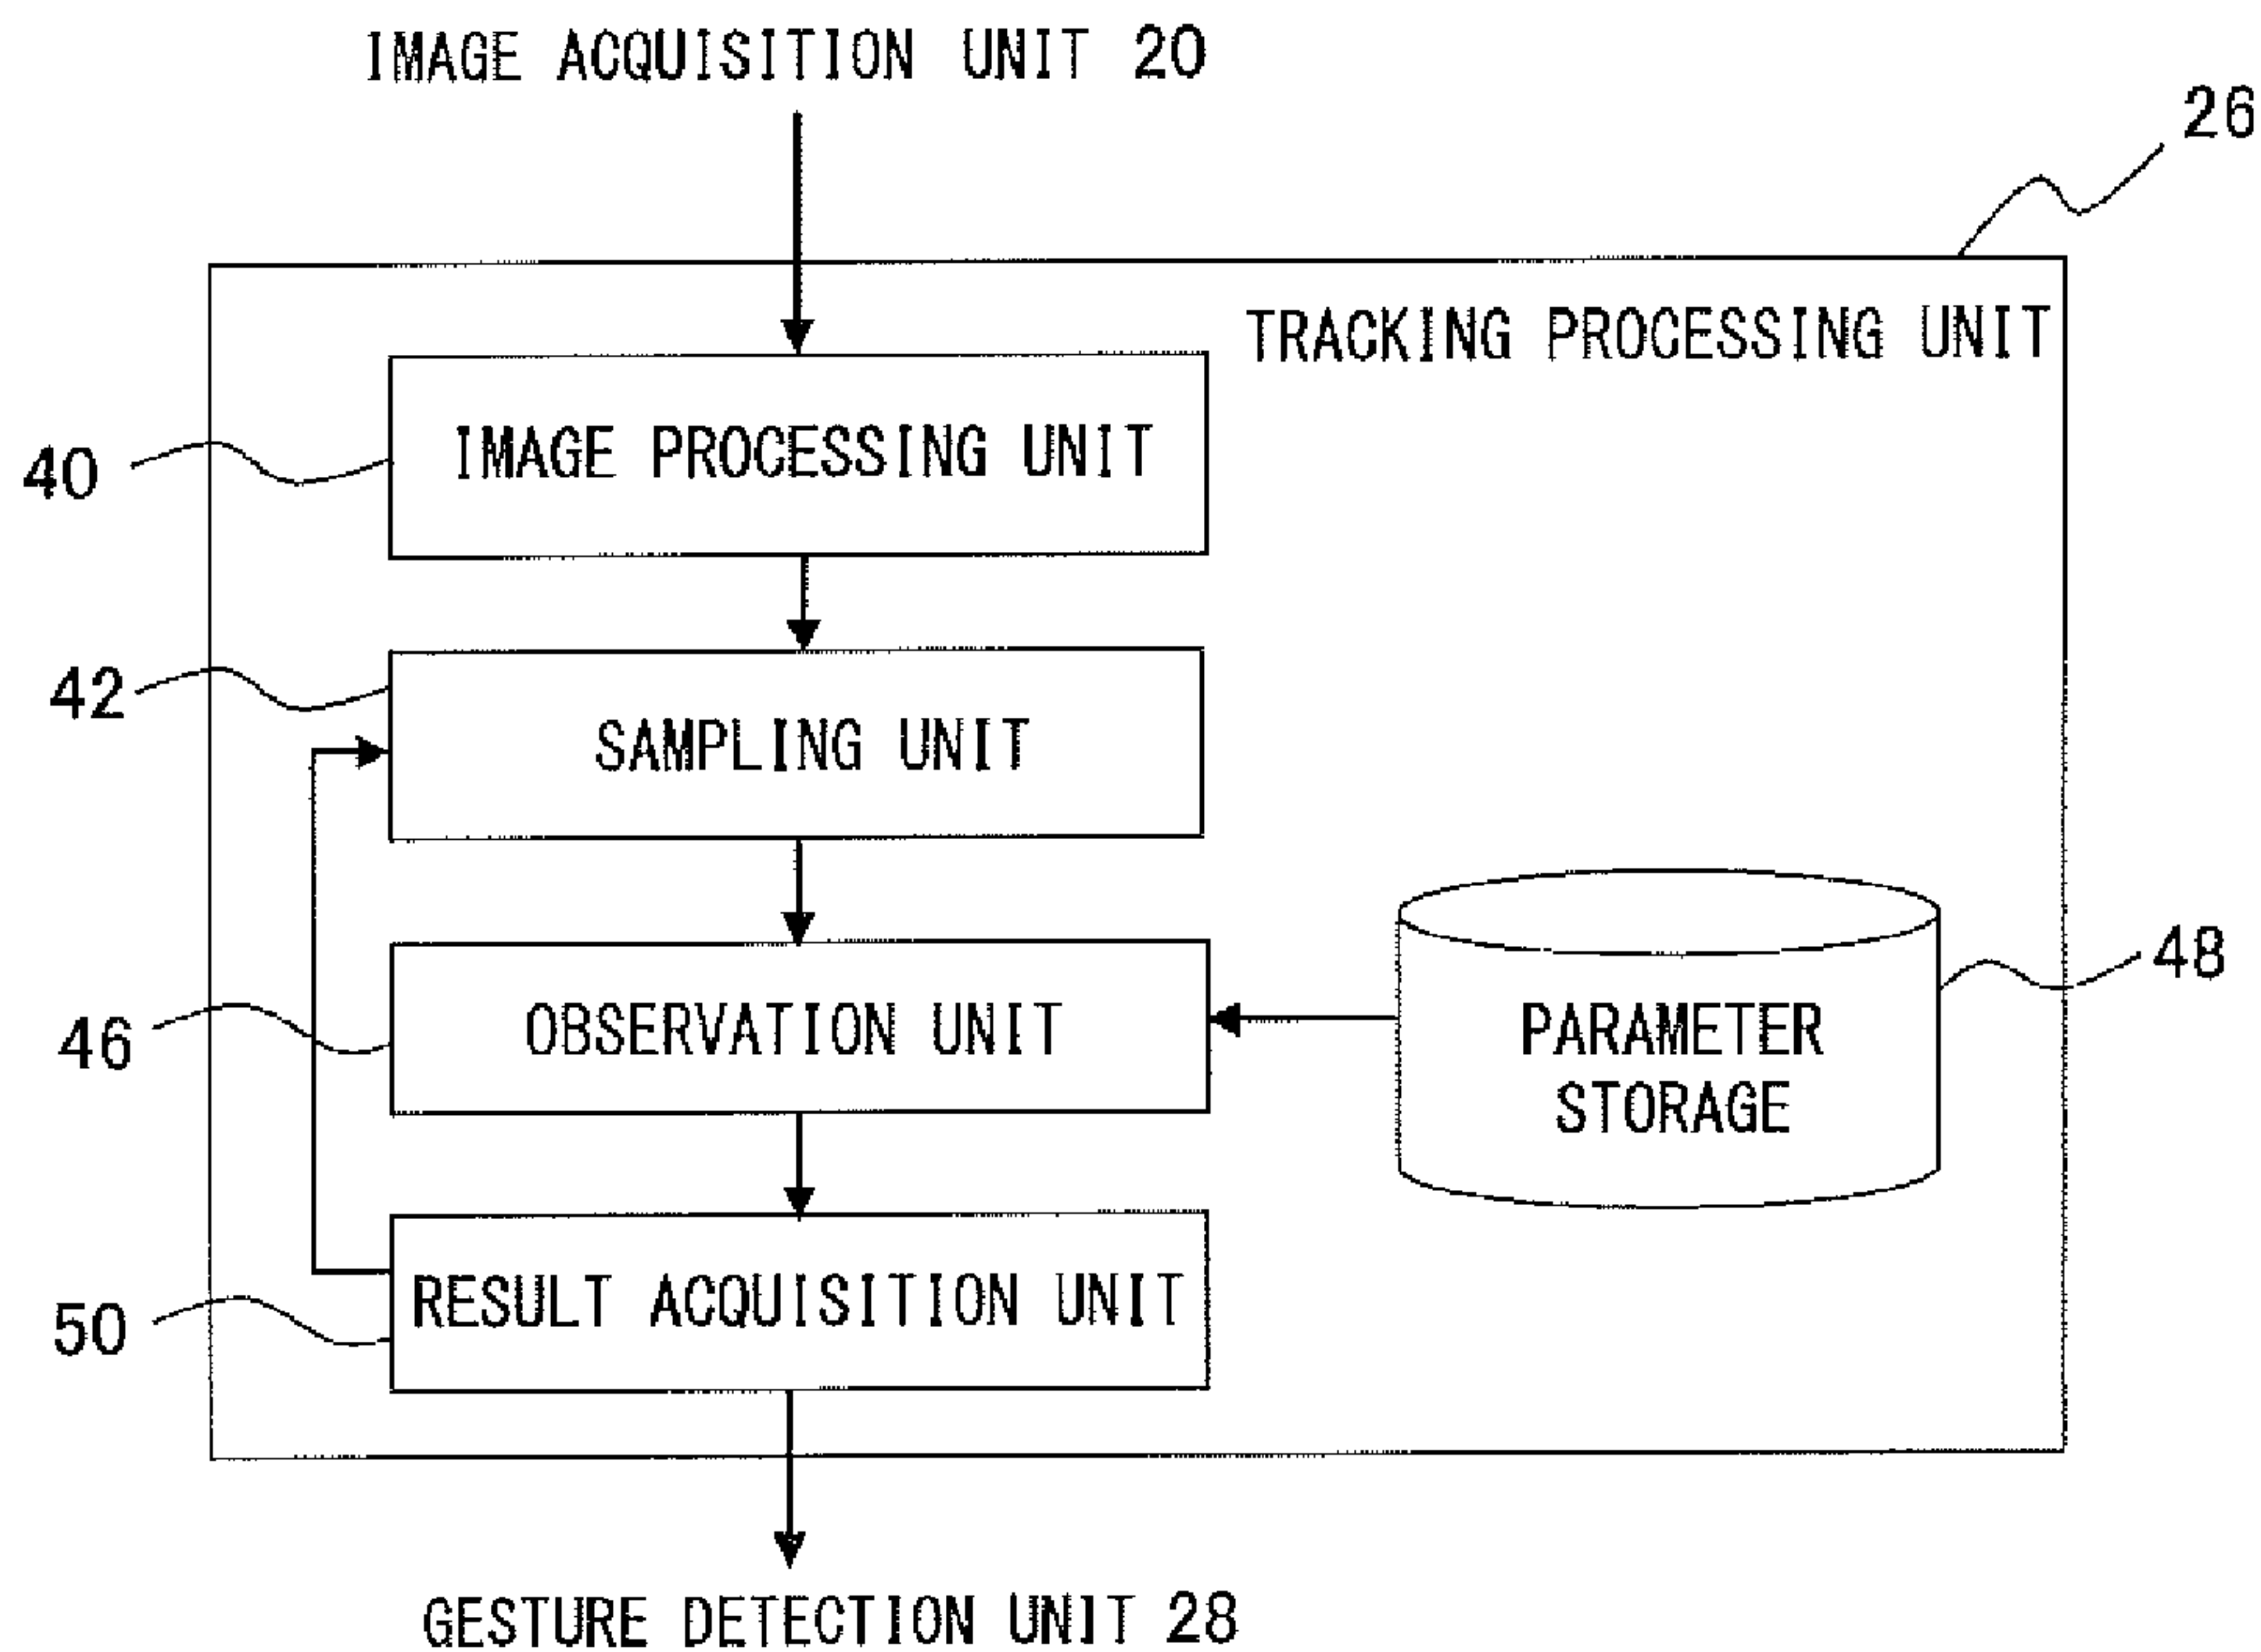 IMAGE ACQUISITION UNIT 20
26
TRACKING PROCESSING UNIT
IMAGE PROCESSING UNIT
40
42
SAMPLING UNIT
48
OBSERVATION UNIT
46
PARAMETER
STORAGE
RESULT ACQUISITION UNIT
50
GESTURE DETECTION UNIT 28